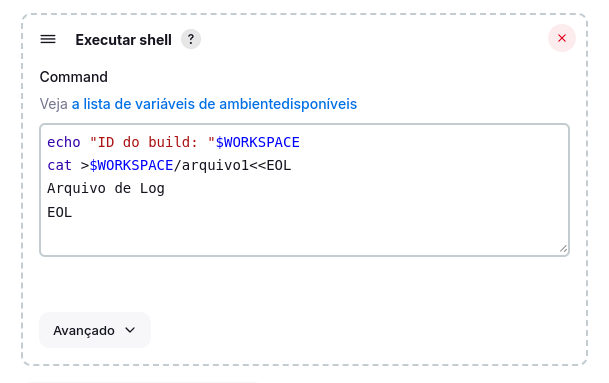 Executar shell ?
Command
Veja a lista de variáveis de ambientedisponíveis
echo "ID do build: "$WORKSPACE
cat >$WORKSPACE/arquivo1<<EOL
Arquivo de Log
EOL
Avançado